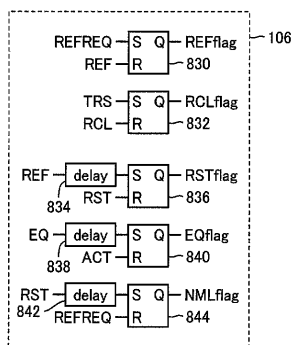 REFREQ S Q REFflag 106
REF R 830
TRS S Q RCLflag
RCL R 832
REF delay S Q RSTflag
834 RST R 836
EQ delay S Q EQflag
838 ACT R 840
RST delay S Q NMLflag
842 REFREQ R 844